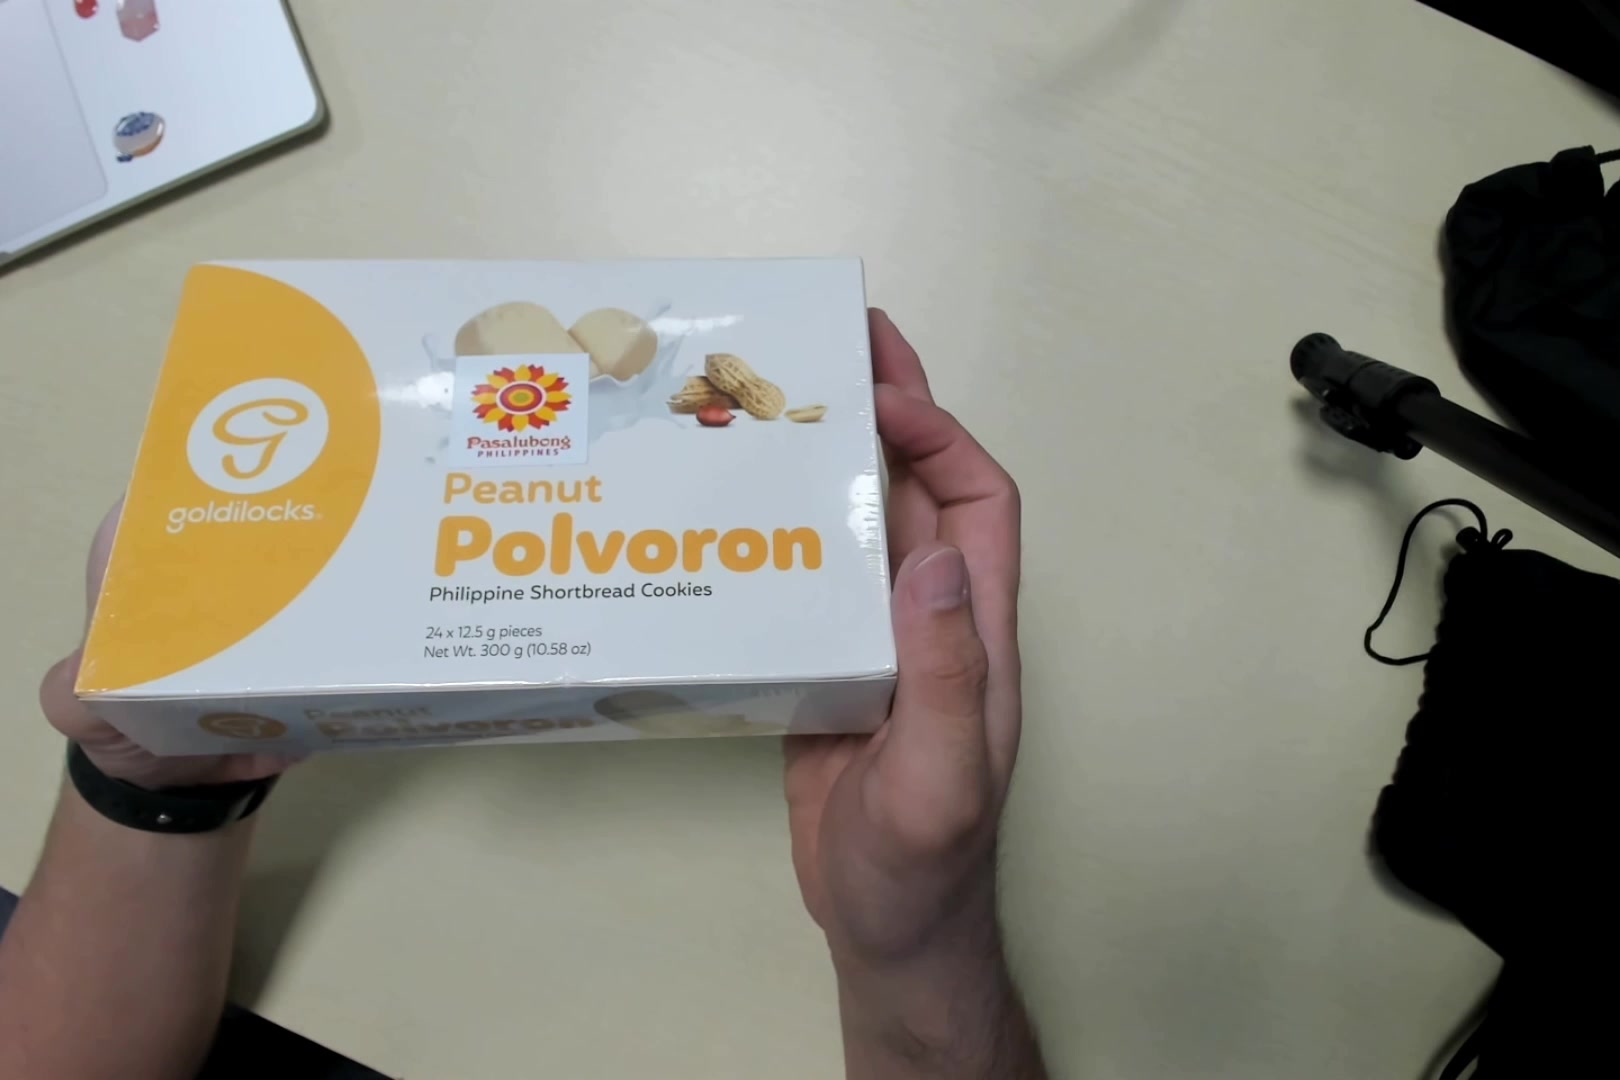 goldilocks
Pasalubong
PHILIPPINES
Peanut
Polvoron
Philippine Shortbread Cookies
24 x 12.5 g pieces
Net Wt. 300 g (10.58 oz)
Peanut
Polvoron